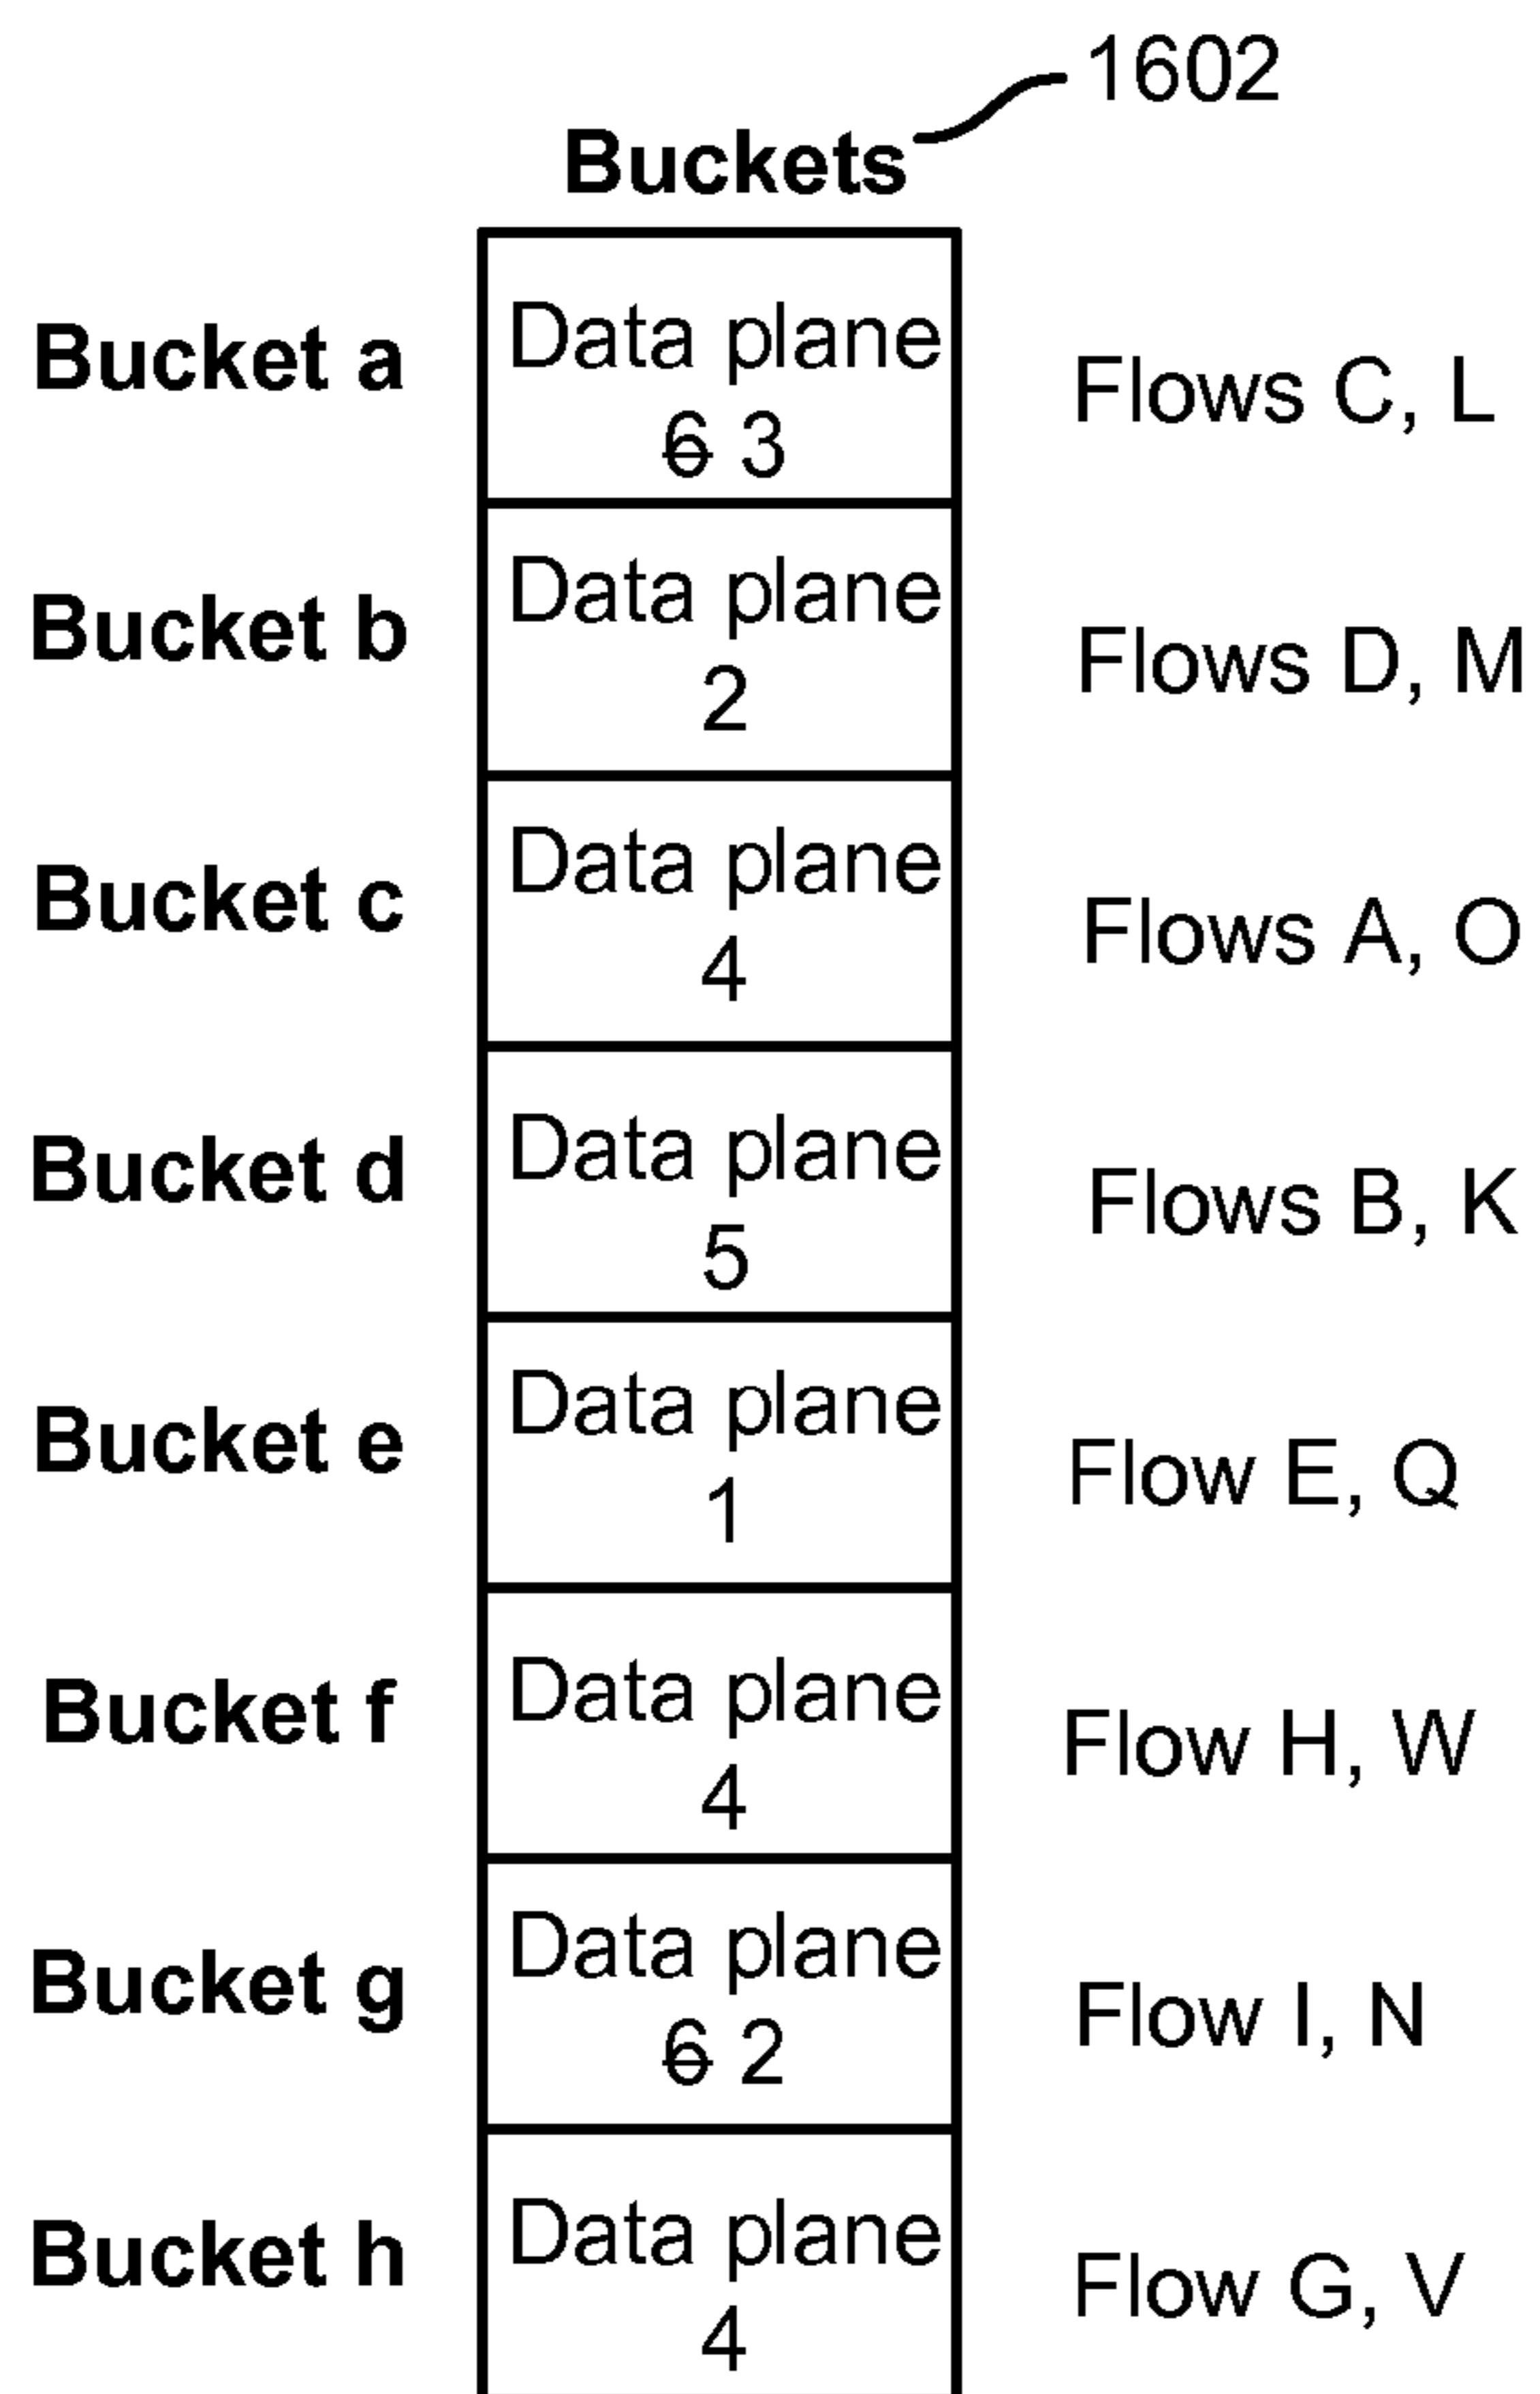 1602
Buckets
Bucket a
Data plane
6 3
Flows C, L
Bucket b
Data plane
2
Flows D, M
Bucket c
Data plane
4
Flows A, O
Bucket d
Data plane
5
Flows B, K
Bucket e
Data plane
1
Flow E, Q
Bucket f
Data plane
4
Flow H, W
Bucket g
Data plane
6 2
Flow I, N
Bucket h
Data plane
4
Flow G, V